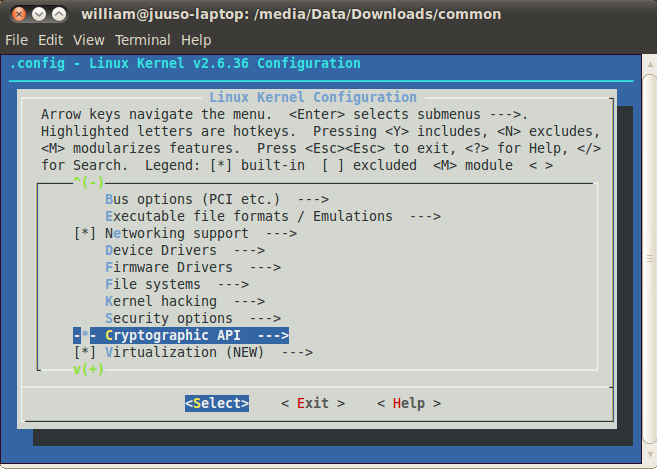 william@juuso-laptop: /media/Data/Downloads/common
File Edit View Terminal Help
.config - Linux Kernel v2.6.36 Configuration
Linux Kernel Configuration
Arrow keys navigate the menu. <Enter> selects submenus --->.
Highlighted letters are hotkeys. Pressing <Y> includes, <N> excludes,
<M> modularizes features. Press <Esc><Esc> to exit, <?> for Help, </>
for Search. Legend: [*] built-in [ ] excluded <M> module < >
^(-)
Bus options (PCI etc.) --->
Executable file formats / Emulations --->
[*] Networking support --->
Device Drivers --->
Firmware Drivers --->
File systems --->
Kernel hacking --->
Security options --->
-*- Cryptographic API --->
[*] Virtualization (NEW) --->
v(+)
<Select> < Exit > < Help >